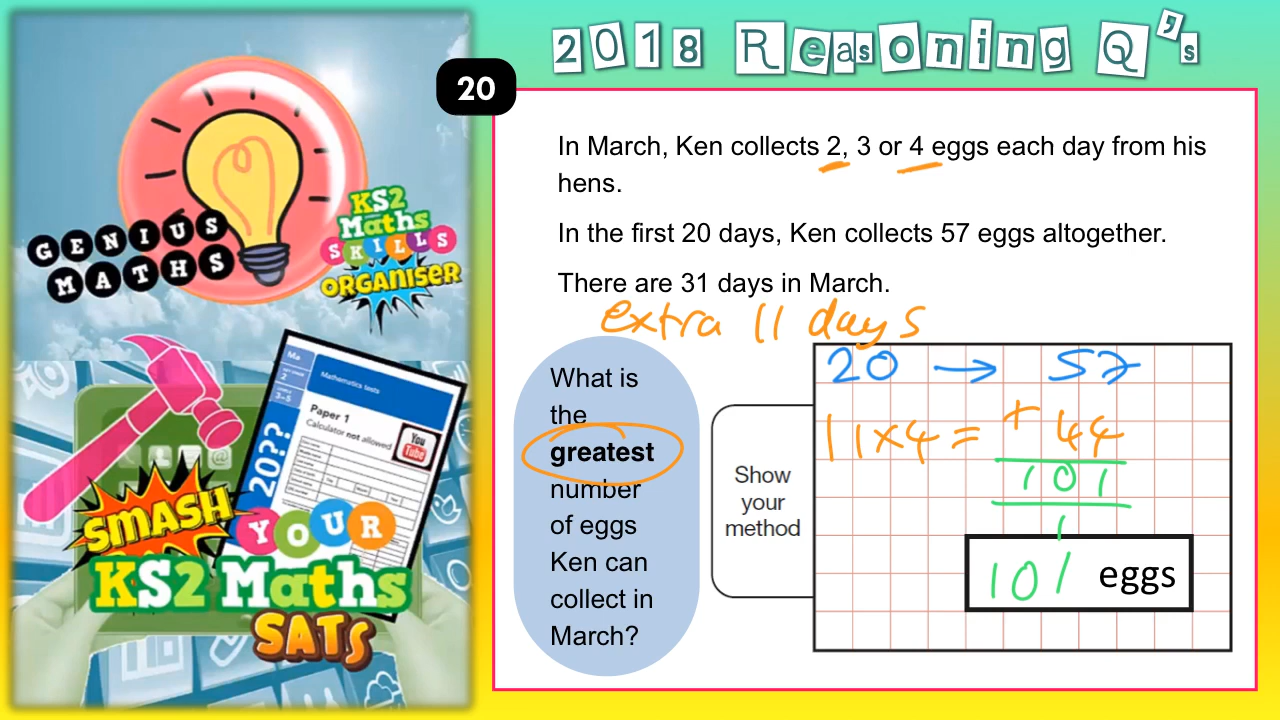 2018 Reasoning Q's
20
In March, Ken collects 2, 3 or 4 eggs each day from his
hens.
In the first 20 days, Ken collects 57 eggs altogether.
There are 31 days in March.
extra 11 days
What is
the
greatest
number
of eggs
Ken can
collect in
March?
Show
your
method
20 → 57
11×4 = + 44
101
1
101 eggs
GENIUS
MATHS
KS2
Maths
SKILLS
ORGANISER
Ma
Mathematics tests
Paper 1
Calculator not allowed
You
Tube
20??
SMASH
YOUR
KS2 Maths
SATS